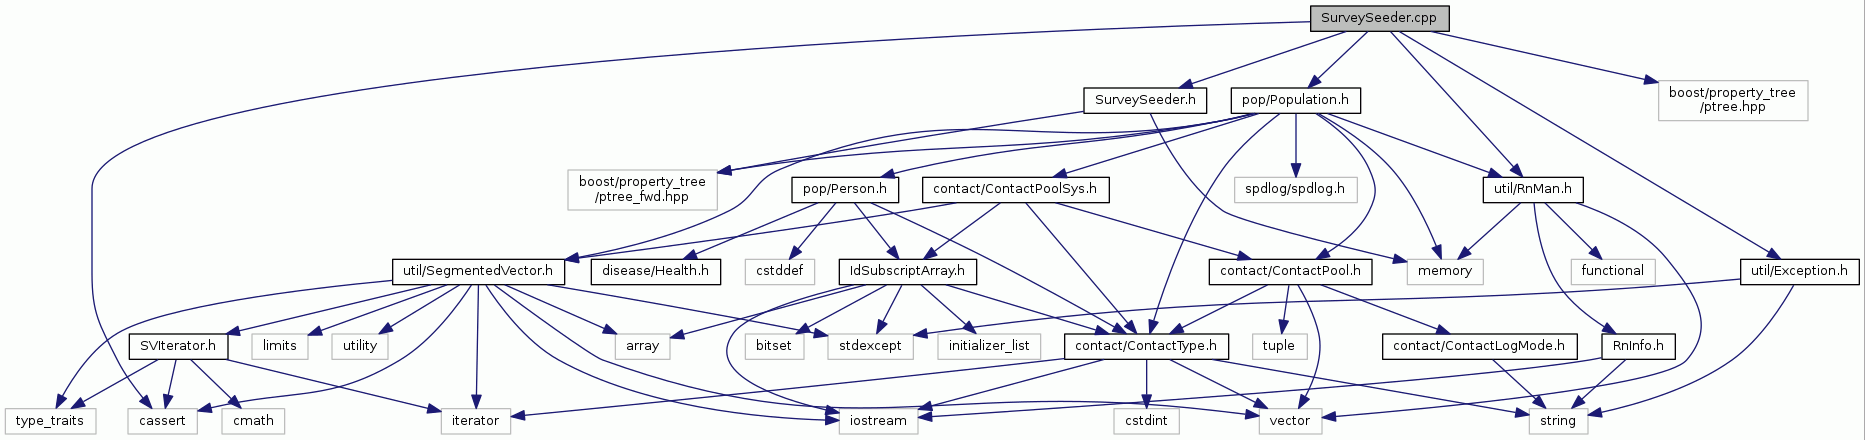 SurveySeeder.cpp
SurveySeeder.h
pop/Population.h
boost/property_tree
/ptree.hpp
boost/property_tree
/ptree_fwd.hpp
pop/Person.h
contact/ContactPoolSys.h
spdlog/spdlog.h
util/RnMan.h
util/SegmentedVector.h
disease/Health.h
cstddef
IdSubscriptArray.h
contact/ContactPool.h
memory
functional
util/Exception.h
SVIterator.h
limits
utility
array
bitset
stdexcept
initializer_list
contact/ContactType.h
tuple
contact/ContactLogMode.h
RnInfo.h
type_traits
cassert
cmath
iterator
iostream
cstdint
vector
string